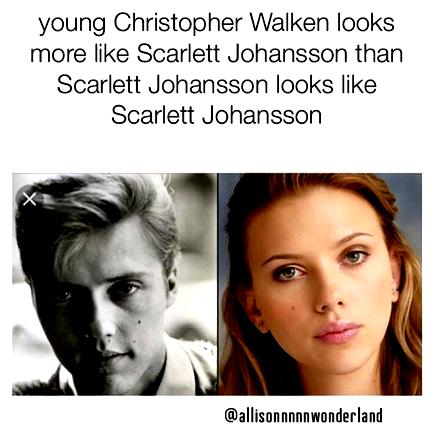 young Christopher Walken looks
more like Scarlett Johansson than
Scarlett Johansson looks like
Scarlett Johansson
@allisonnnnnwonderland